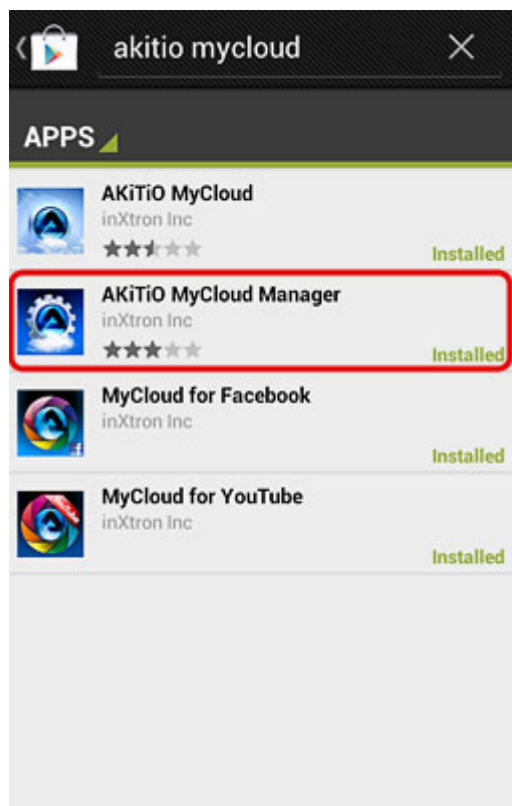 akitio mycloud
APPS
AKiTiO MyCloud
inXtron Inc
Installed
AKiTiO MyCloud Manager
inXtron Inc
Installed
MyCloud for Facebook
inXtron Inc
Installed
MyCloud for YouTube
inXtron Inc
Installed